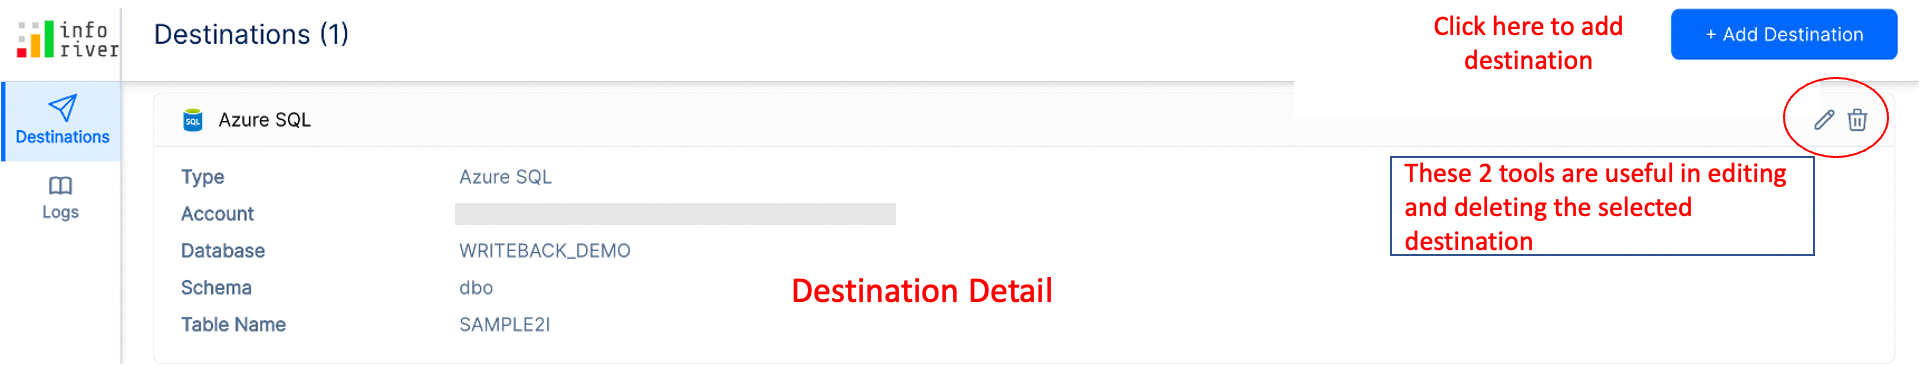 info
river
Destinations (1)
Click here to add
destination
+ Add Destination
Destinations
Logs
SQL
Azure SQL
Type
Azure SQL
Account
Database
WRITEBACK_DEMO
Schema
dbo
Table Name
SAMPLE2I
These 2 tools are useful in editing
and deleting the selected
destination
Destination Detail